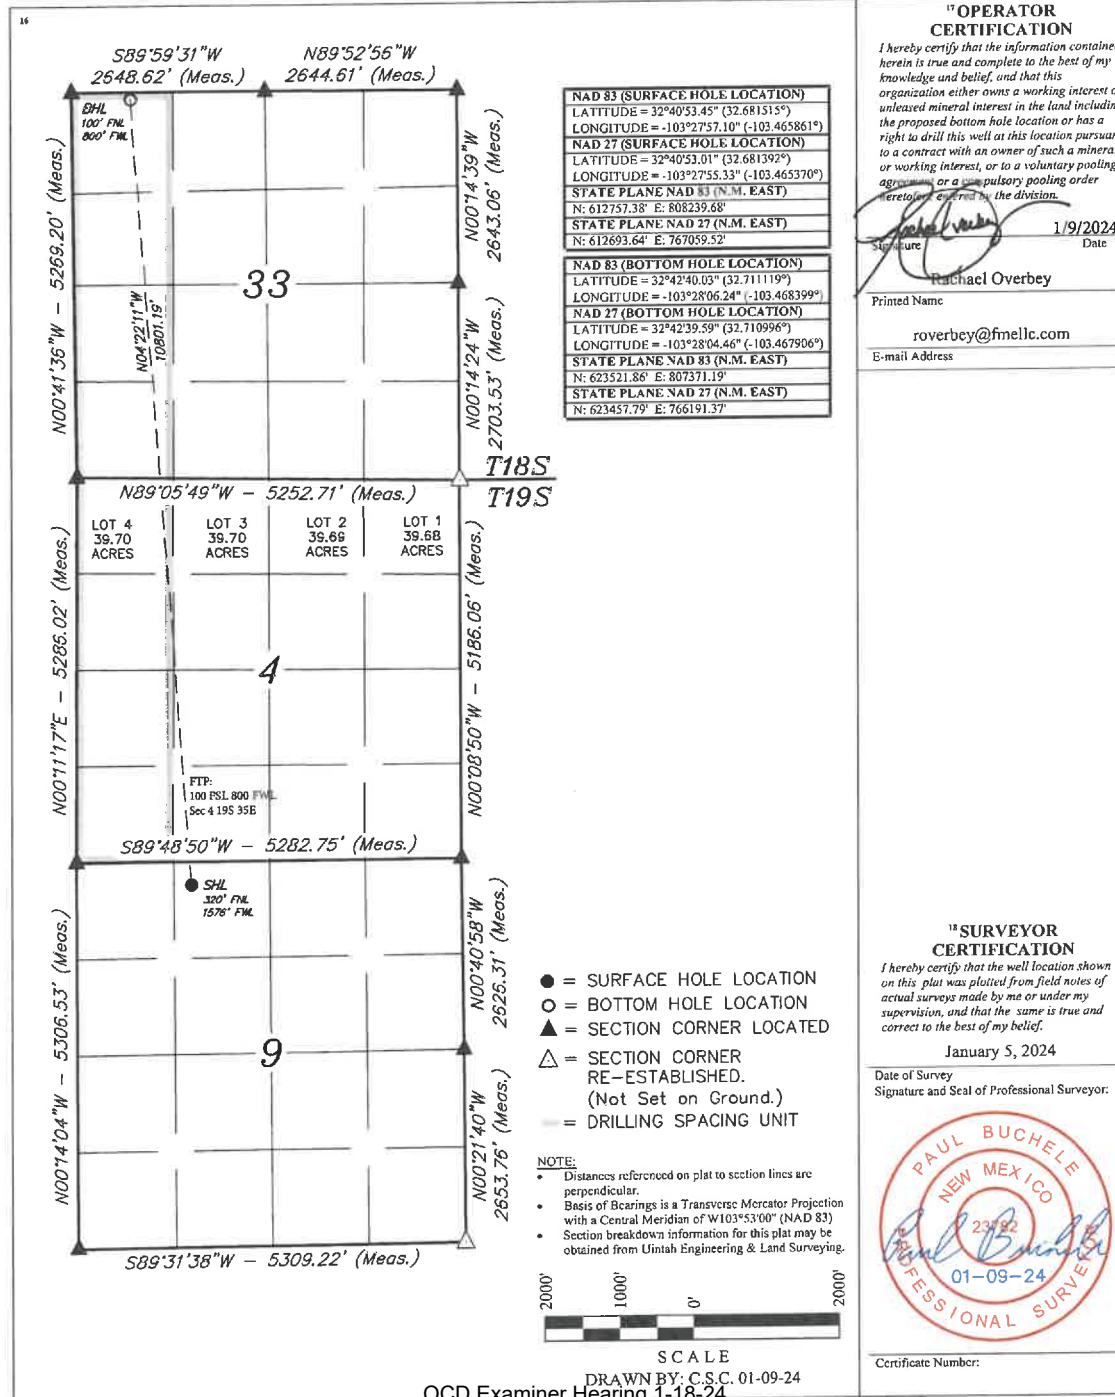 16
S89°59'31"W
2648.62' (Meas.)
N89°52'56"W
2644.61' (Meas.)
BHL
100' FNL
800' FWL
N00°41'36"W - 5269.20' (Meas.)
N04°22'11"W
10801.19'
33
N00°14'39"W
2643.06' (Meas.)
N00°14'24"W
2703.53' (Meas.)
T18S
T19S
N89°05'49"W - 5252.71' (Meas.)
LOT 4
39.70
ACRES
LOT 3
39.70
ACRES
LOT 2
39.69
ACRES
LOT 1
39.68
ACRES
N00°11'17"E - 5286.02' (Meas.)
4
N00°08'50"W - 5186.06' (Meas.)
FTP:
100 FSL 800 FWL
Sec 4 19S 35E
S89°48'50"W - 5282.75' (Meas.)
SHL
320' FNL
1576' FWL
N00°14'04"W - 5306.53' (Meas.)
9
N00°40'58"W
2625.31' (Meas.)
N00°21'40"W
2653.76' (Meas.)
S89°31'38"W - 5309.22' (Meas.)
NAD 83 (SURFACE HOLE LOCATION)
LATITUDE = 32°40'53.45" (32.681515°)
LONGITUDE = -103°27'57.10" (-103.465861°)
NAD 27 (SURFACE HOLE LOCATION)
LATITUDE = 32°40'53.01" (32.681392°)
LONGITUDE = -103°27'55.33" (-103.465370°)
STATE PLANE NAD 83 (N.M. EAST)
N: 612757.38' E: 808239.68'
STATE PLANE NAD 27 (N.M. EAST)
N: 612693.64' E: 767059.52'
NAD 83 (BOTTOM HOLE LOCATION)
LATITUDE = 32°42'40.03" (32.711119°)
LONGITUDE = -103°28'06.24" (-103.468399°)
NAD 27 (BOTTOM HOLE LOCATION)
LATITUDE = 32°42'39.59" (32.710996°)
LONGITUDE = -103°28'04.46" (-103.467906°)
STATE PLANE NAD 83 (N.M. EAST)
N: 623521.86' E: 807371.19'
STATE PLANE NAD 27 (N.M. EAST)
N: 623457.79' E: 766191.37'
● = SURFACE HOLE LOCATION
○ = BOTTOM HOLE LOCATION
▲ = SECTION CORNER LOCATED
△ = SECTION CORNER
RE-ESTABLISHED.
(Not Set on Ground.)
= DRILLING SPACING UNIT
NOTE:
• Distances referenced on plat to section lines are
perpendicular.
• Basis of Bearings is a Transverse Mercator Projection
with a Central Meridian of W103°53'00" (NAD 83)
• Section breakdown information for this plat may be
obtained from Uintah Engineering & Land Surveying.
2000' 1000' 0' 2000'
SCALE
DRAWN BY: C.S.C. 01-09-24
OCD Examiner Hearing 1-18-24
17 OPERATOR
CERTIFICATION
I hereby certify that the information containe
herein is true and complete to the best of my
knowledge and belief, and that this
organization either owns a working interest o
unleased mineral interest in the land includin
the proposed bottom hole location or has a
right to drill this well at this location pursuan
to a contract with an owner of such a minera
or working interest, or to a voluntary pooling
agreement or a compulsory pooling order
heretofore entered by the division.
Rachael Overbey
1/9/2024
Signature Date
Rachael Overbey
Printed Name
roverbey@fmellc.com
E-mail Address
18 SURVEYOR
CERTIFICATION
I hereby certify that the well location shown
on this plat was plotted from field notes of
actual surveys made by me or under my
supervision, and that the same is true and
correct to the best of my belief.
January 5, 2024
Date of Survey
Signature and Seal of Professional Surveyor:
PAUL BUCHELE
NEW MEXICO
23782
Paul Buchele
01-09-24
PROFESSIONAL SURVEYOR
Certificate Number: